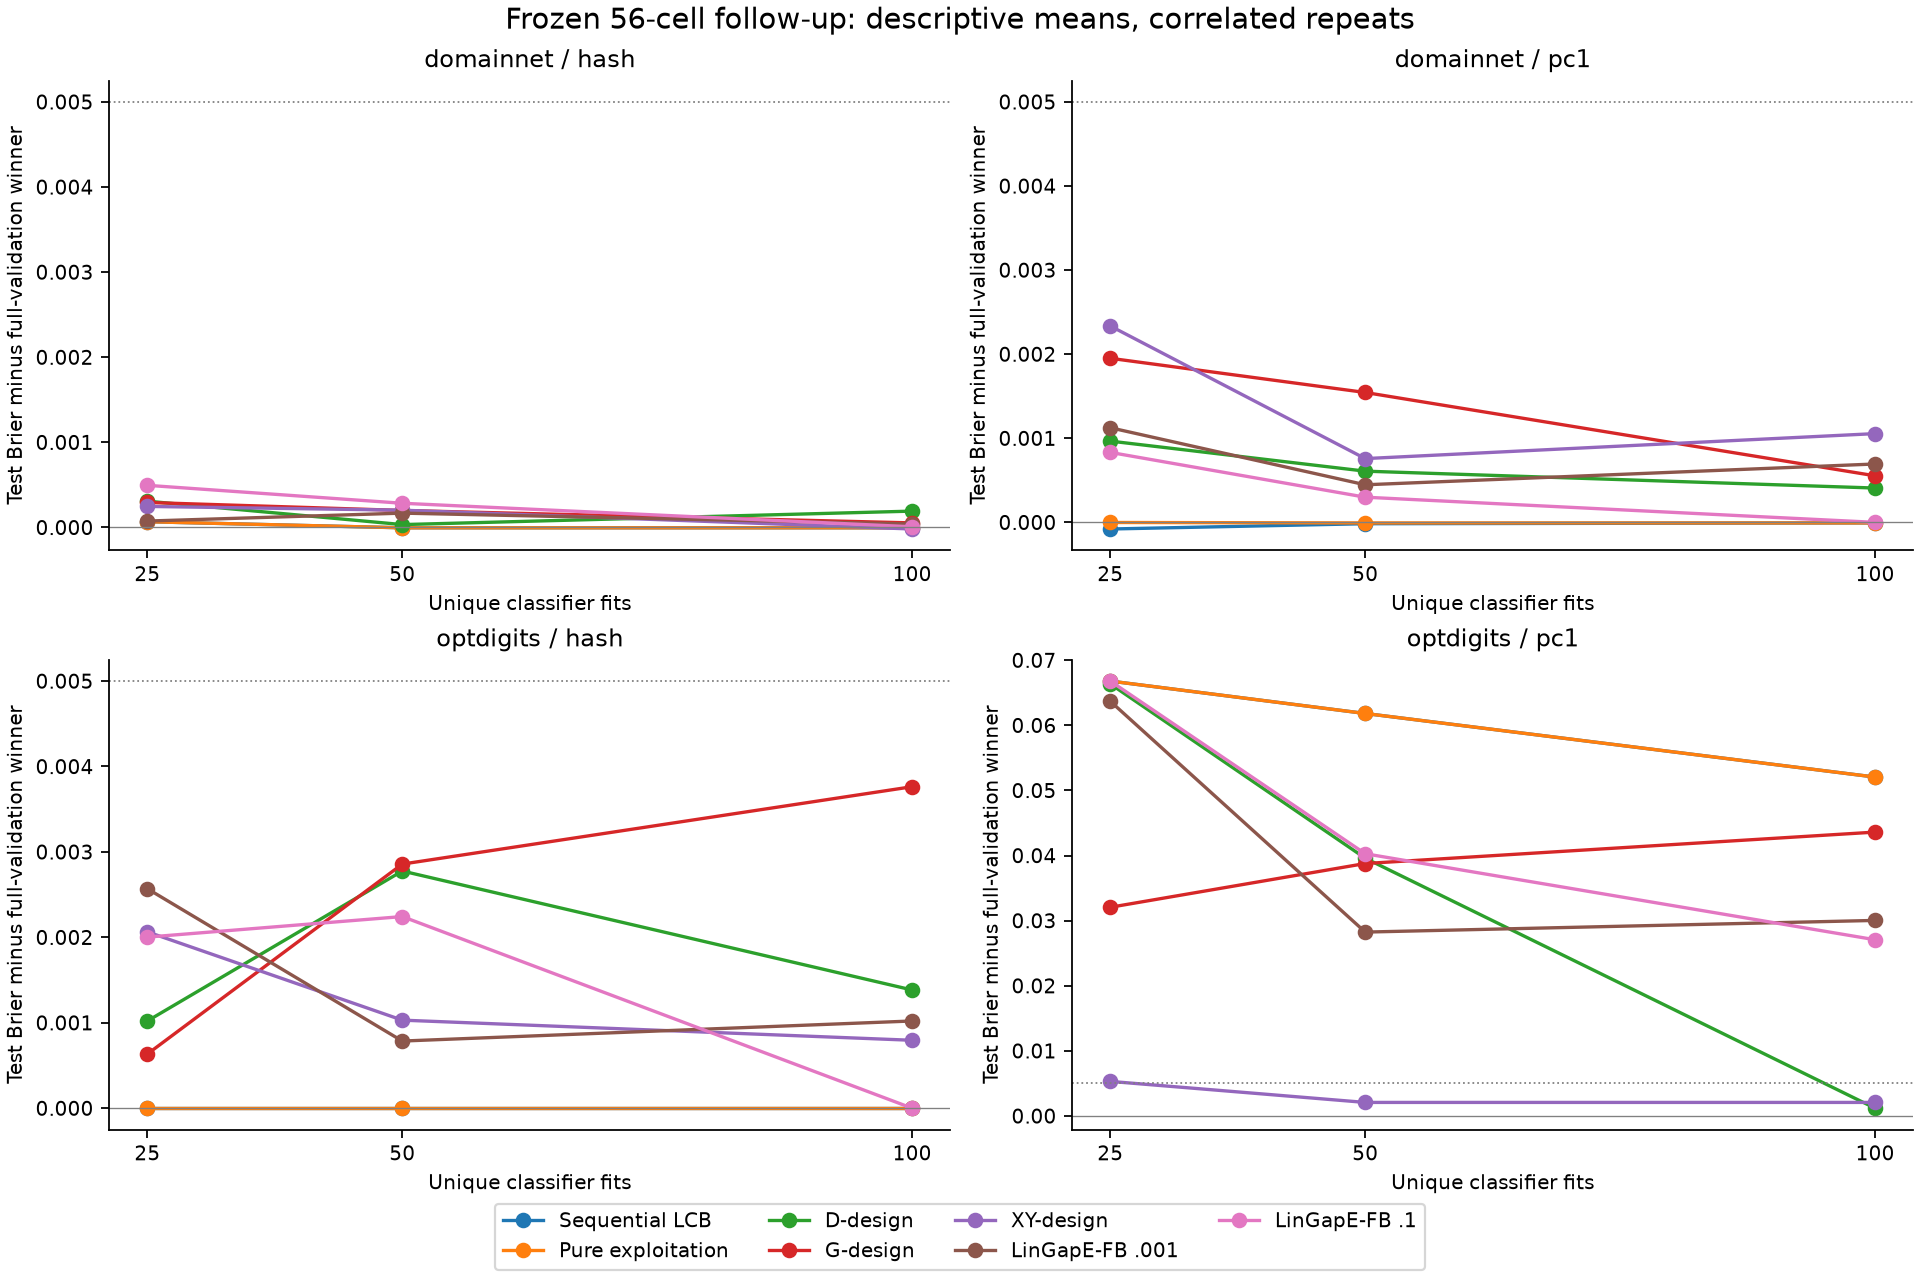 Frozen 56-cell follow-up: descriptive means, correlated repeats
domainnet / hash
Test Brier minus full-validation winner
0.005
0.004
0.003
0.002
0.001
0.000
25
50
100
Unique classifier fits
domainnet / pc1
Test Brier minus full-validation winner
0.005
0.004
0.003
0.002
0.001
0.000
25
50
100
Unique classifier fits
optdigits / hash
Test Brier minus full-validation winner
0.005
0.004
0.003
0.002
0.001
0.000
25
50
100
Unique classifier fits
optdigits / pc1
Test Brier minus full-validation winner
0.07
0.06
0.05
0.04
0.03
0.02
0.01
0.00
25
50
100
Unique classifier fits
Sequential LCB
Pure exploitation
D-design
G-design
XY-design
LinGapE-FB .001
LinGapE-FB .1